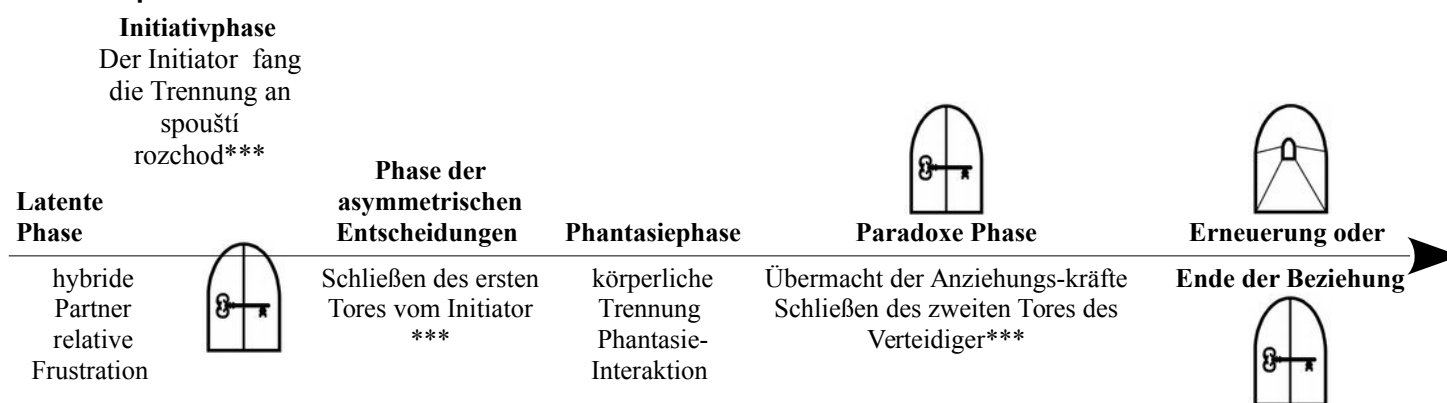 Initiativphase
Der Initiator fang
die Trennung an
spouští
rozchod***
Latente
Phase
hybride
Partner
relative
Frustration
Phase der
asymmetrischen
Entscheidungen
Schließen des ersten
Tores vom Initiator
***
Phantasiephase
körperliche
Trennung
Phantasie-
Interaktion
Paradoxe Phase
Übermacht der Anziehungs-kräfte
Schließen des zweiten Tores des
Verteidiger***
Erneuerung oder
Ende der Beziehung